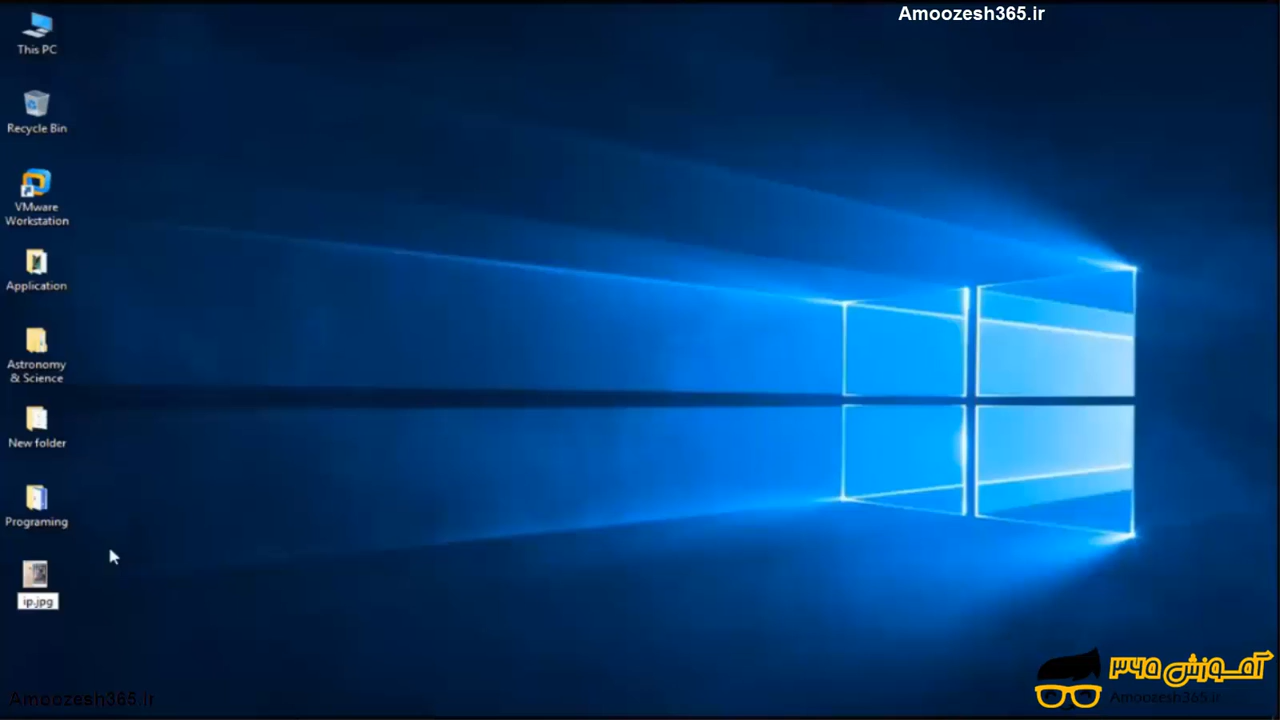 Amoozesh365.ir
This PC
Recycle Bin
VMware
Workstation
Application
Astronomy
& Science
New folder
Programing
ip.jpg
آموزش ۳۶۵
Amoozesh365.ir
Amoozesh365.ir